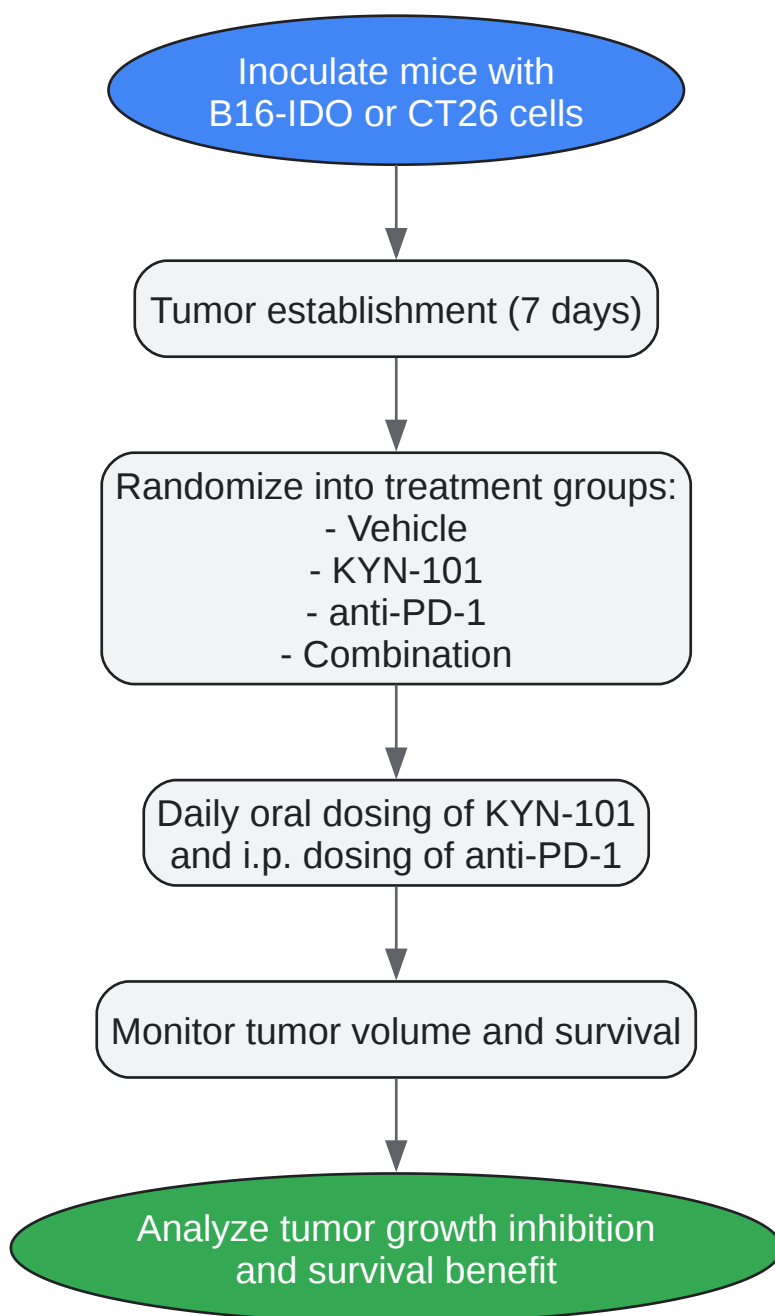 Inoculate mice with
B16-IDO or CT26 cells
Tumor establishment (7 days)
Randomize into treatment groups:
- Vehicle
- KYN-101
- anti-PD-1
- Combination
Daily oral dosing of KYN-101
and i.p. dosing of anti-PD-1
Monitor tumor volume and survival
Analyze tumor growth inhibition
and survival benefit